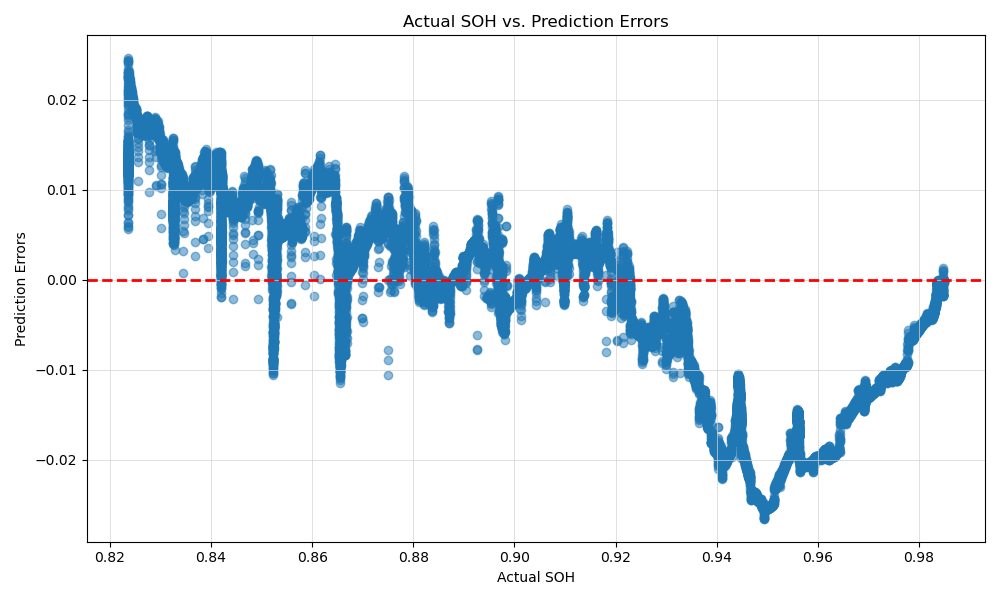 Actual SOH vs. Prediction Errors
Prediction Errors
0.02
0.01
0.00
−0.01
−0.02
0.82 0.84 0.86 0.88 0.90 0.92 0.94 0.96 0.98
Actual SOH